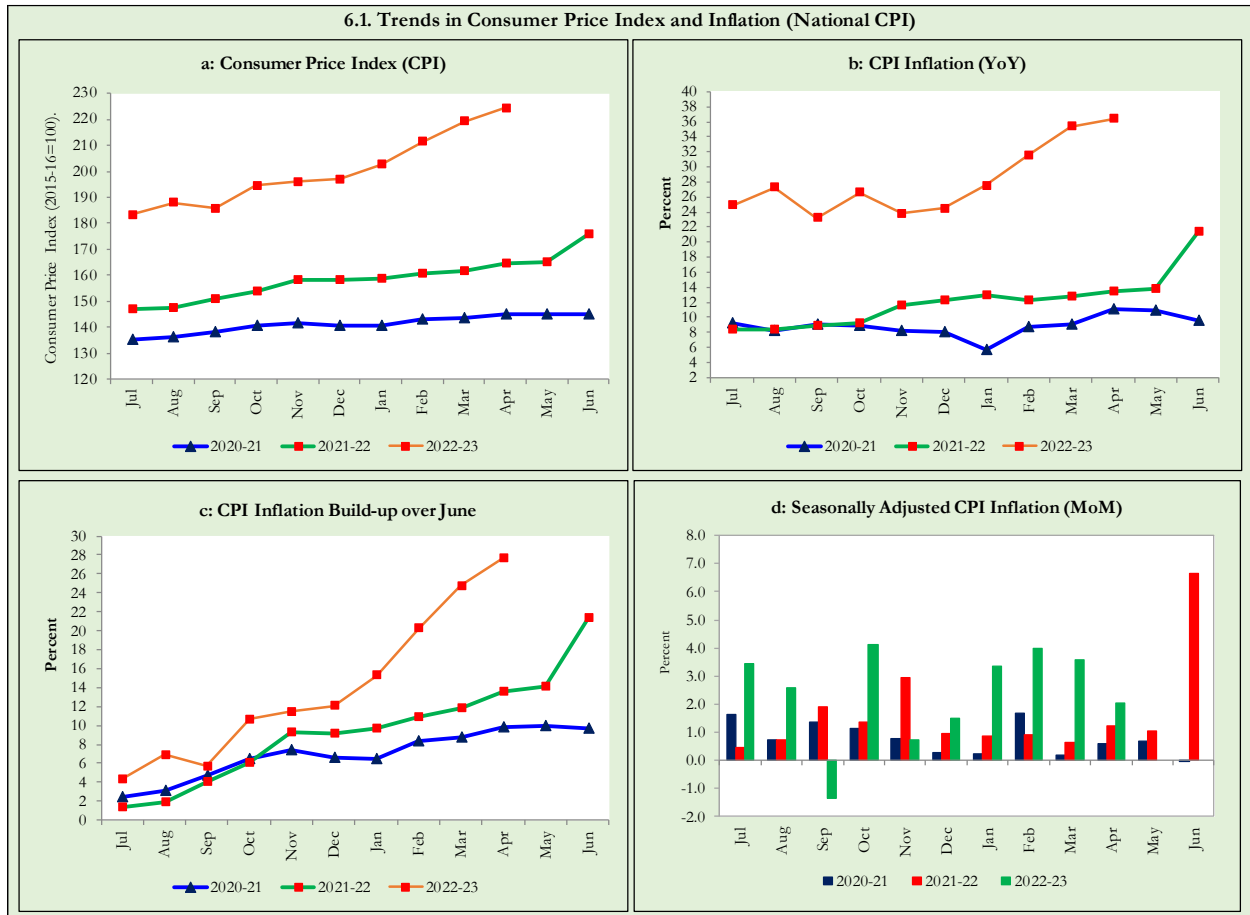 6.1. Trends in Consumer Price Index and Inflation (National CPI)
a: Consumer Price Index (CPI)
Consumer Price Index (2015-16=100).
230
220
210
200
190
180
170
160
150
140
130
120
Jul
Aug
Sep
Oct
Nov
Dec
Jan
Feb
Mar
Apr
May
Jun
2020-21 2021-22 2022-23
b: CPI Inflation (YoY)
Percent
40
38
36
34
32
30
28
26
24
22
20
18
16
14
12
10
8
6
4
2
Jul
Aug
Sep
Oct
Nov
Dec
Jan
Feb
Mar
Apr
May
Jun
2020-21 2021-22 2022-23
c: CPI Inflation Build-up over June
Percent
30
28
26
24
22
20
18
16
14
12
10
8
6
4
2
0
Jul
Aug
Sep
Oct
Nov
Dec
Jan
Feb
Mar
Apr
May
Jun
2020-21 2021-22 2022-23
d: Seasonally Adjusted CPI Inflation (MoM)
Percent
8.0
7.0
6.0
5.0
4.0
3.0
2.0
1.0
0.0
-1.0
-2.0
Jul
Aug
Sep
Oct
Nov
Dec
Jan
Feb
Mar
Apr
May
Jun
2020-21 2021-22 2022-23